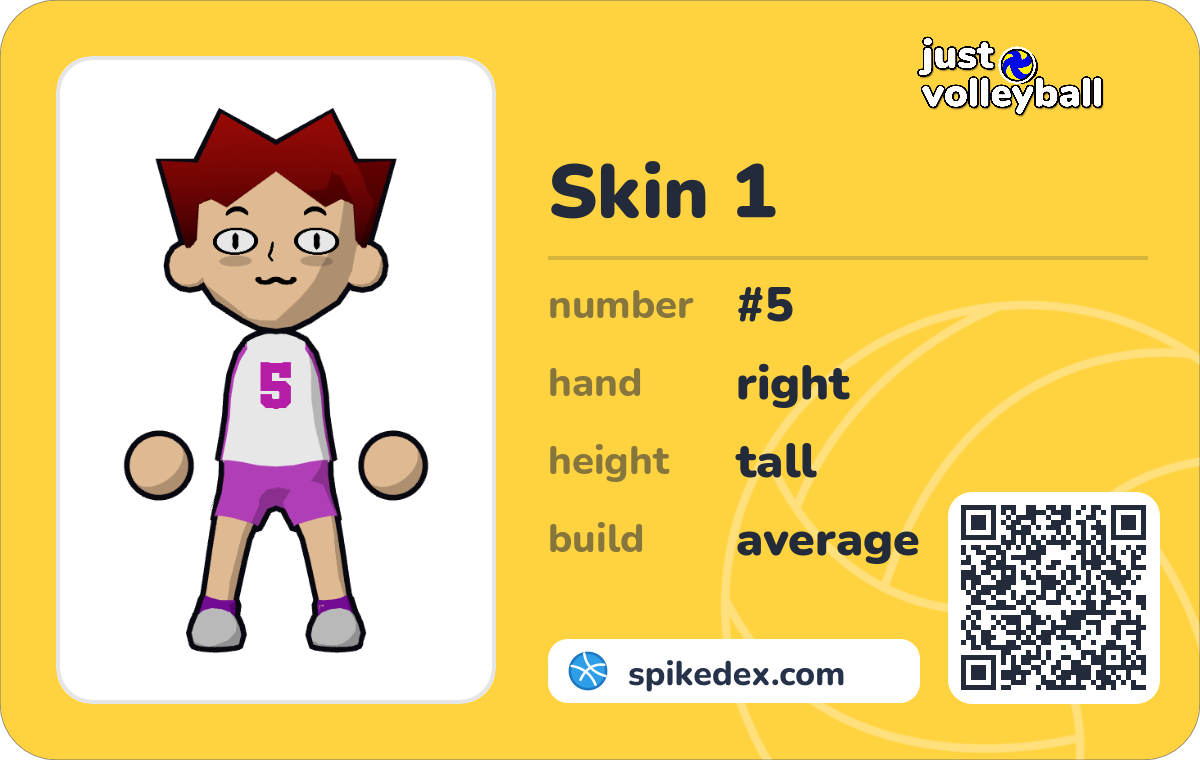 just
volleyball
Skin 1
number #5
hand right
height tall
build average
5
spikedex.com